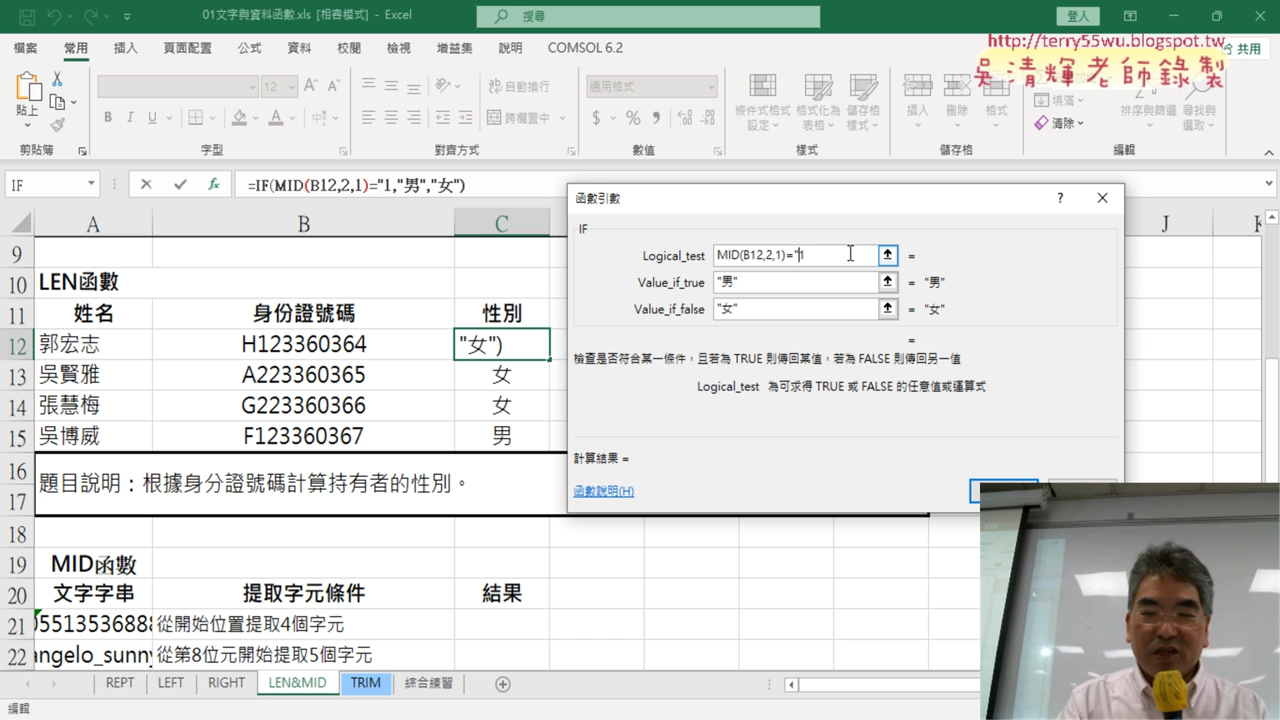 01文字與資料函數.xls [相容模式] - Excel
搜尋
登入
檔案 常用 插入 頁面配置 公式 資料 校閱 檢視 增益集 說明 COMSOL 6.2
共用
http://terry55wu.blogspot.tw
吳清輝老師錄製
貼上
12
自動換行
跨欄置中
通用格式
條件式格式設定
格式化為表格
儲存格樣式
插入 刪除 格式
填滿
清除
排序與篩選
尋找與選取
剪貼簿 字型 對齊方式 數值 樣式 儲存格 編輯
IF
=IF(MID(B12,2,1)="1,"男","女")
A B C J K
9
10 LEN函數
11 姓名 身份證號碼 性別
12 郭宏志 H123360364 "女")
13 吳賢雅 A223360365 女
14 張慧梅 G223360366 女
15 吳博威 F123360367 男
16
題目說明：根據身分證號碼計算持有者的性別。
17
18
19 MID函數
20 文字字串 提取字元條件 結果
21 0551353688 從開始位置提取4個字元
22 angelo_sunny 從第8位元開始提取5個字元
函數引數
?
IF
Logical_test MID(B12,2,1)="1 =
Value_if_true "男" = "男"
Value_if_false "女" = "女"
=
檢查是否符合某一條件，且若為 TRUE 則傳回某值，若為 FALSE 則傳回另一值
Logical_test 為可求得 TRUE 或 FALSE 的任意值或運算式
計算結果 =
函數說明(H)
REPT LEFT RIGHT LEN&MID TRIM 綜合練習
編輯